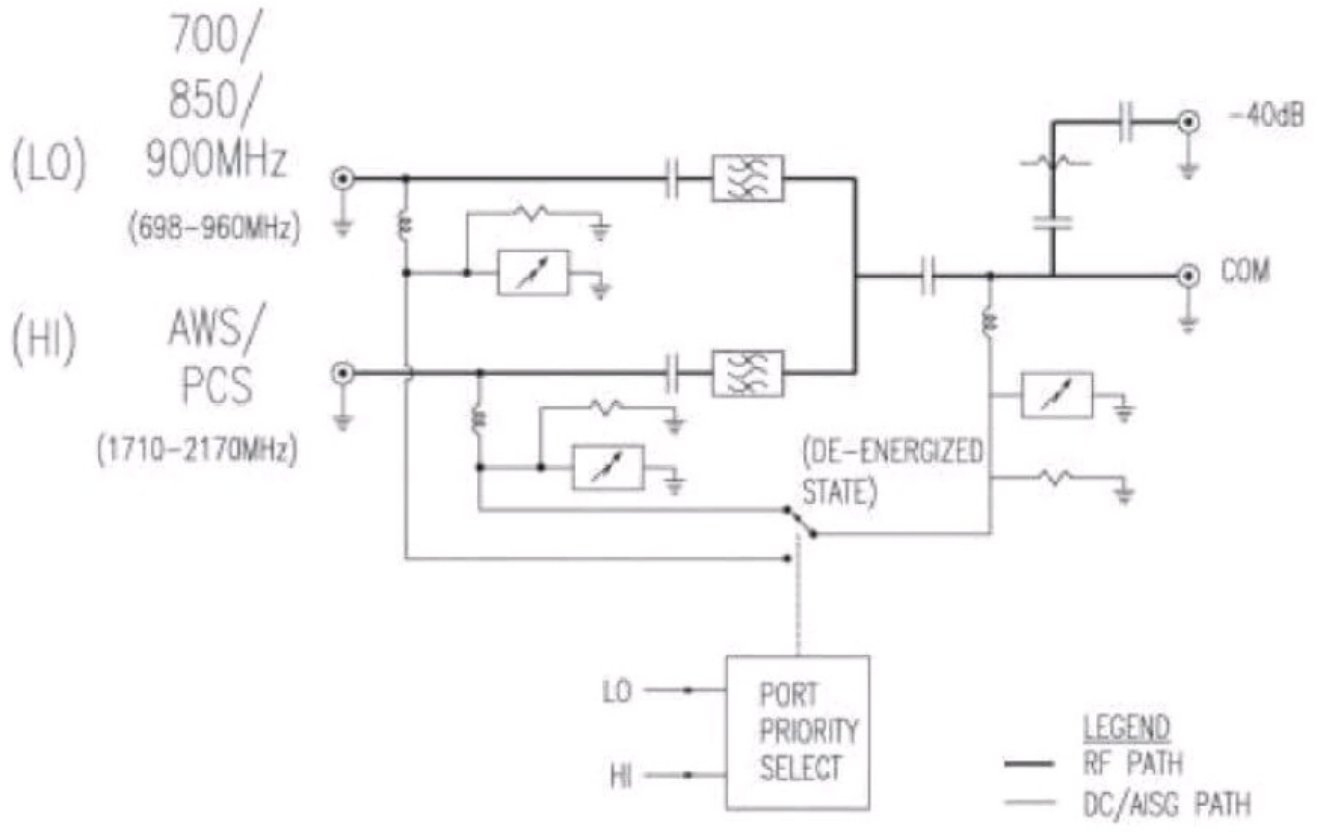 700/
850/
(LO) 900MHz
(698-960MHz)
-40dB
COM
(HI) AWS/
PCS
(1710-2170MHz)
(DE-ENERGIZED
STATE)
LO
HI
PORT
PRIORITY
SELECT
LEGEND
RF PATH
DC/AISG PATH